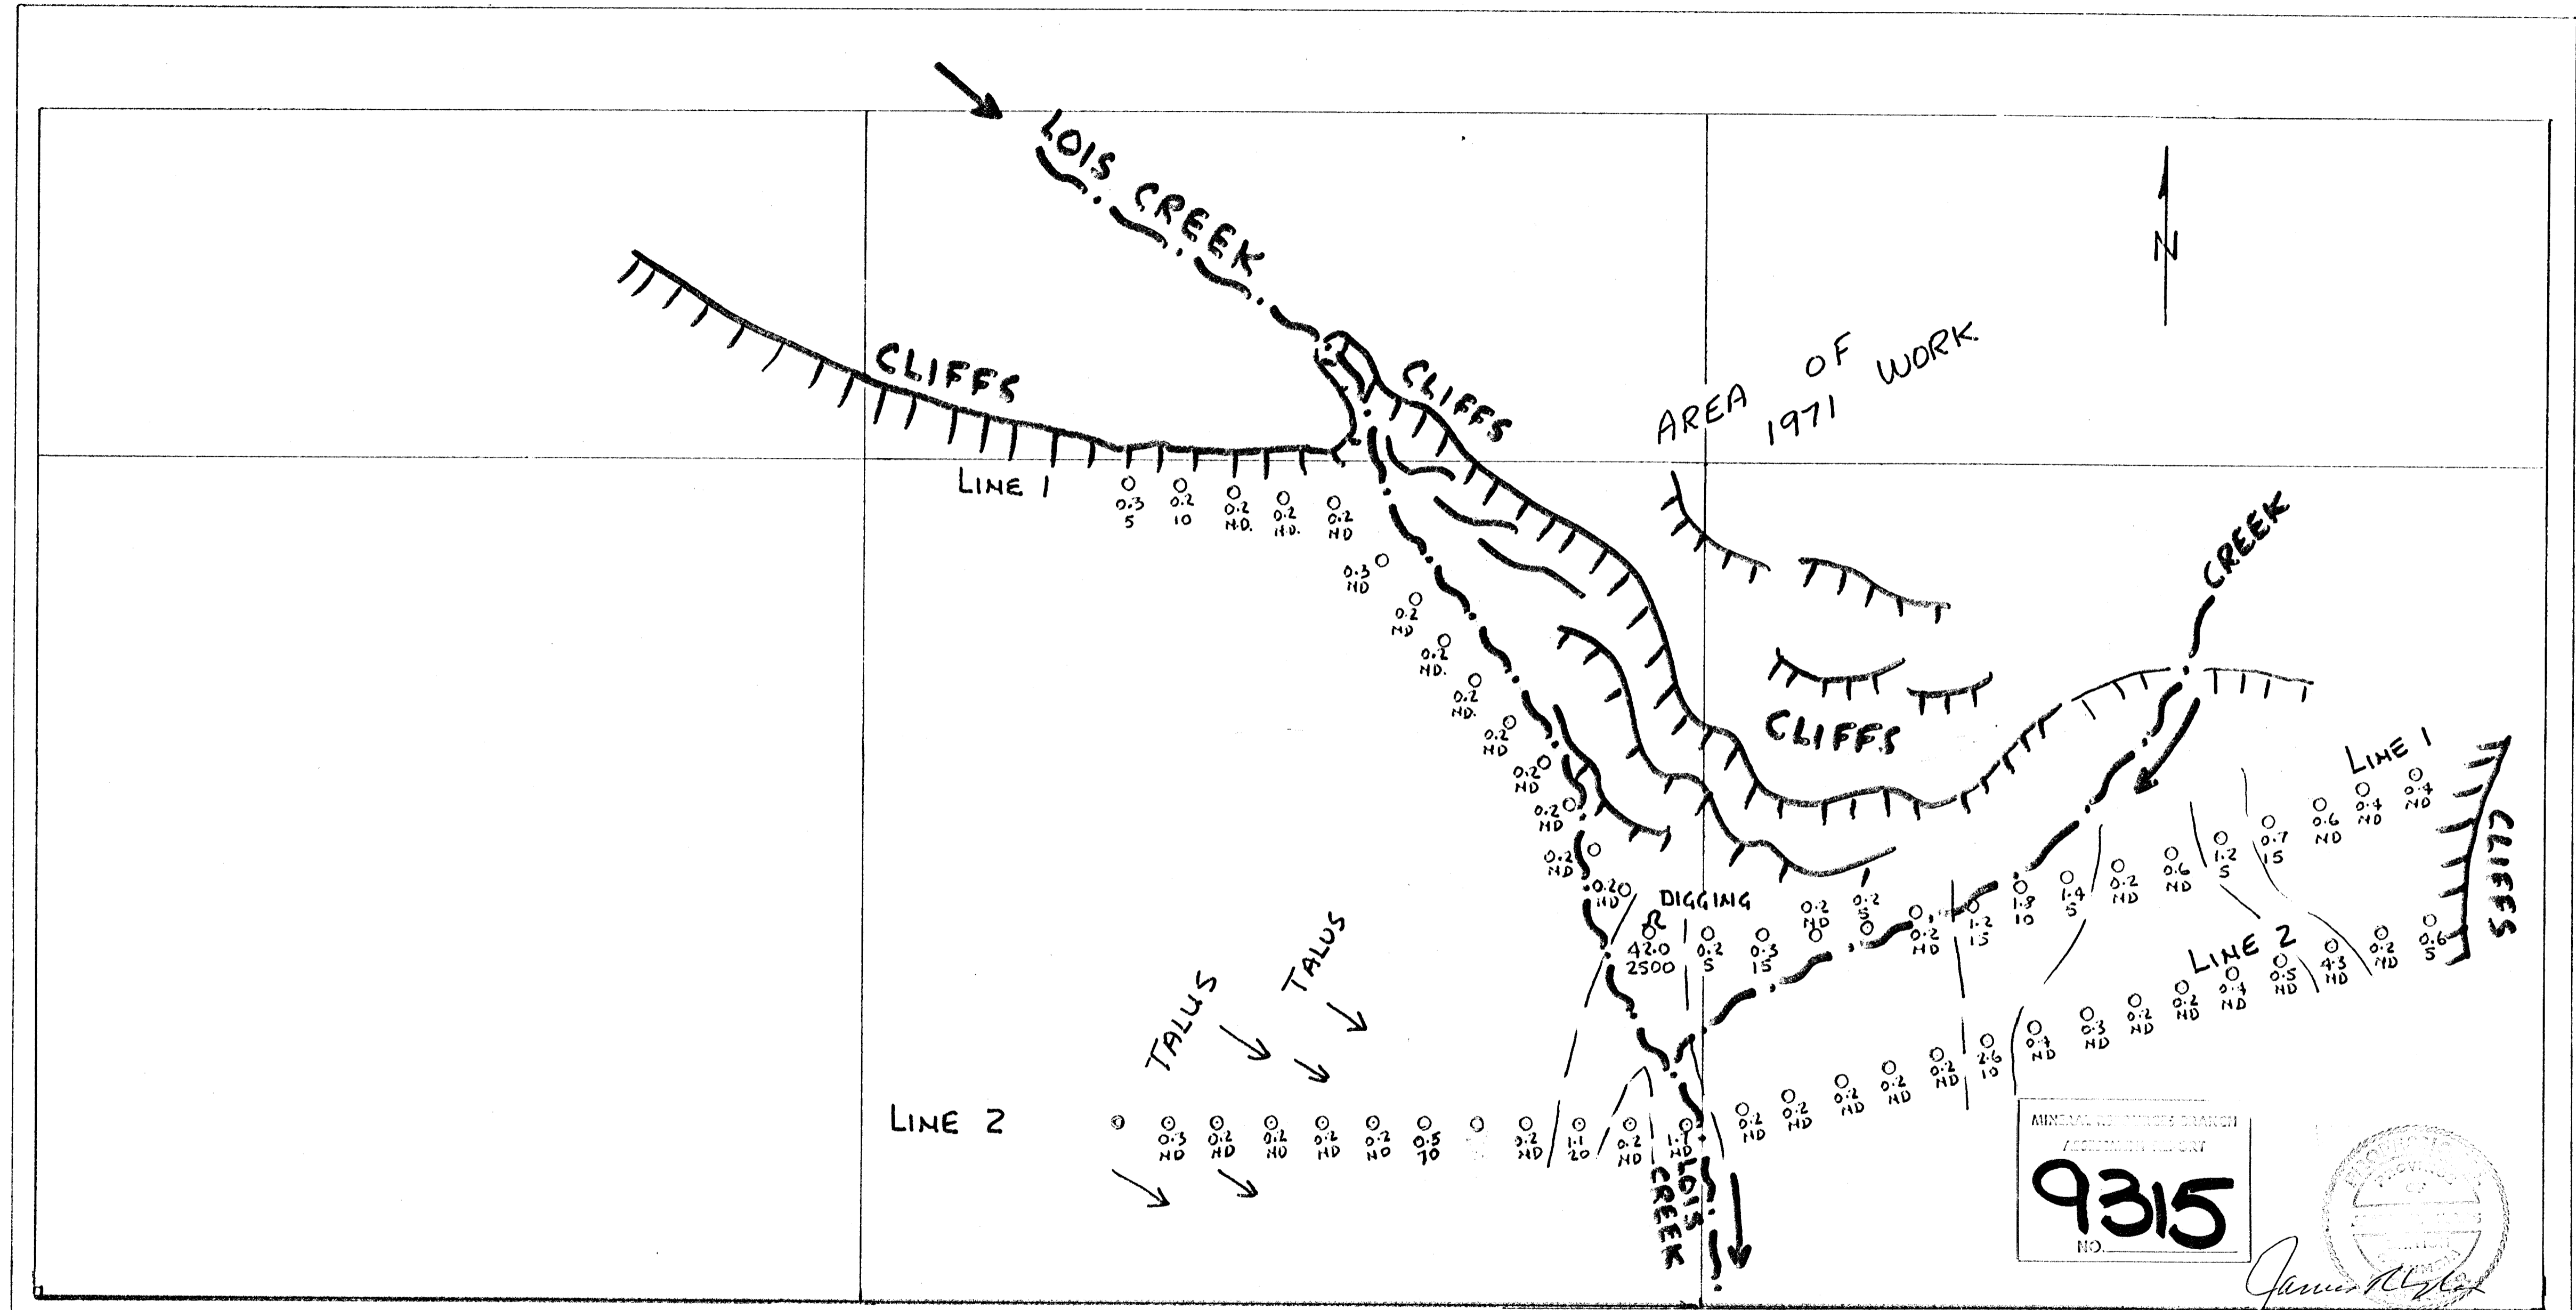 LOIS CREEK
N
CLIFFS
CLIFFS
AREA OF
1971 WORK
LINE 1
0.3
5
0.2
10
0.2
N.D.
0.2
N.D.
0.2
ND
CREEK
0.3
ND
0.2
ND
0.2
ND.
0.2
ND.
0.2
ND
0.2
ND
0.2
ND
0.2
ND
0.2
ND
CLIFFS
LINE 1
0.4
ND
0.4
ND
0.6
ND
0.7
15
1.2
5
0.6
ND
0.2
ND
1.4
5
1.8
10
1.2
15
0.2
ND
0.2
5
0.2
ND
0.3
15
0.2
5
DIGGING
R
42.0
2500
CLIFFS
LINE 2
0.6
5
0.2
ND
4.3
ND
0.5
ND
0.4
ND
0.2
ND
0.2
ND
0.3
ND
0.4
ND
2.6
10
0.2
ND
0.2
ND
0.2
ND
0.2
ND
0.2
ND
TALUS
TALUS
LINE 2
0.3
ND
0.2
ND
0.2
ND
0.2
ND
0.2
ND
0.5
70
0.2
ND
1.1
20
0.2
ND
1.7
ND
LOIS
CREEK
MINERAL RESOURCES BRANCH
ASSESSMENT REPORT
9315
NO.
PROVINCE
OF